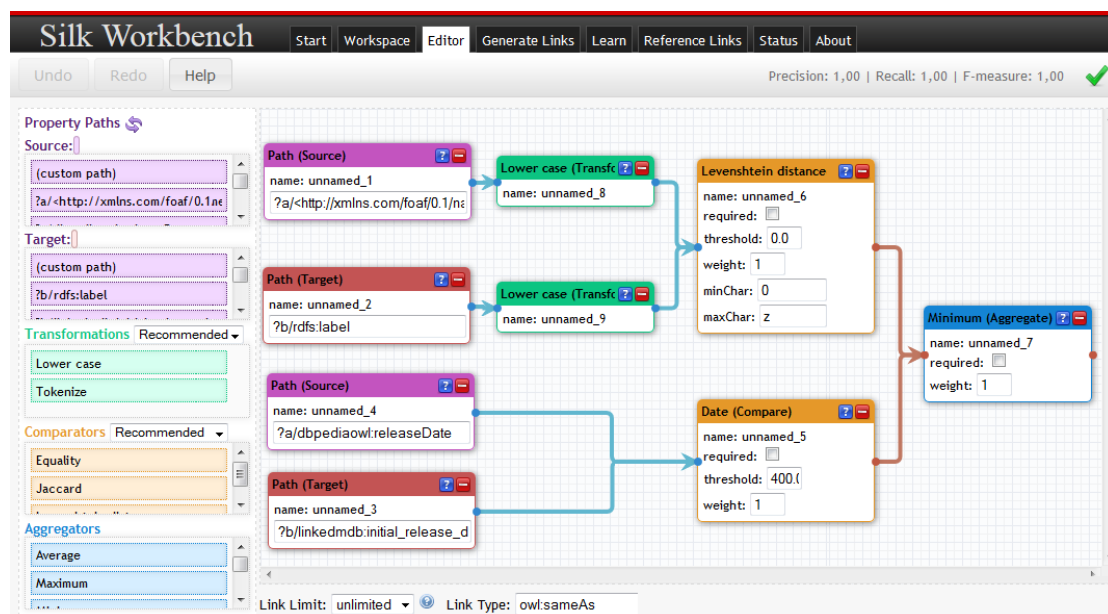 Silk Workbench
Start Workspace Editor Generate Links Learn Reference Links Status About
Undo Redo Help
Precision: 1,00 | Recall: 1,00 | F-measure: 1,00
Property Paths
Source:
(custom path)
?a/<http://xmlns.com/foaf/0.1ne
Target:
(custom path)
?b/rdfs:label
Transformations Recommended
Lower case
Tokenize
Comparators Recommended
Equality
Jaccard
Aggregators
Average
Maximum
Path (Source)
name: unnamed_1
?a/<http://xmlns.com/foaf/0.1/na
Lower case (Transfc
name: unnamed_8
Path (Target)
name: unnamed_2
?b/rdfs:label
Lower case (Transfc
name: unnamed_9
Levenshtein distance
name: unnamed_6
required:
threshold: 0.0
weight: 1
minChar: 0
maxChar: z
Path (Source)
name: unnamed_4
?a/dbpediaowl:releaseDate
Path (Target)
name: unnamed_3
?b/linkedmdb:initial_release_d
Date (Compare)
name: unnamed_5
required:
threshold: 400.(
weight: 1
Minimum (Aggregate)
name: unnamed_7
required:
weight: 1
Link Limit: unlimited Link Type: owl:sameAs